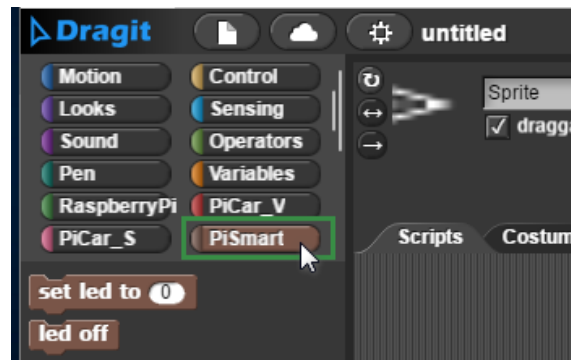 Dragit untitled
Motion Control
Looks Sensing
Sound Operators
Pen Variables
RaspberryPi PiCar_V
PiCar_S PiSmart
set led to 0
led off
Sprite
Scripts